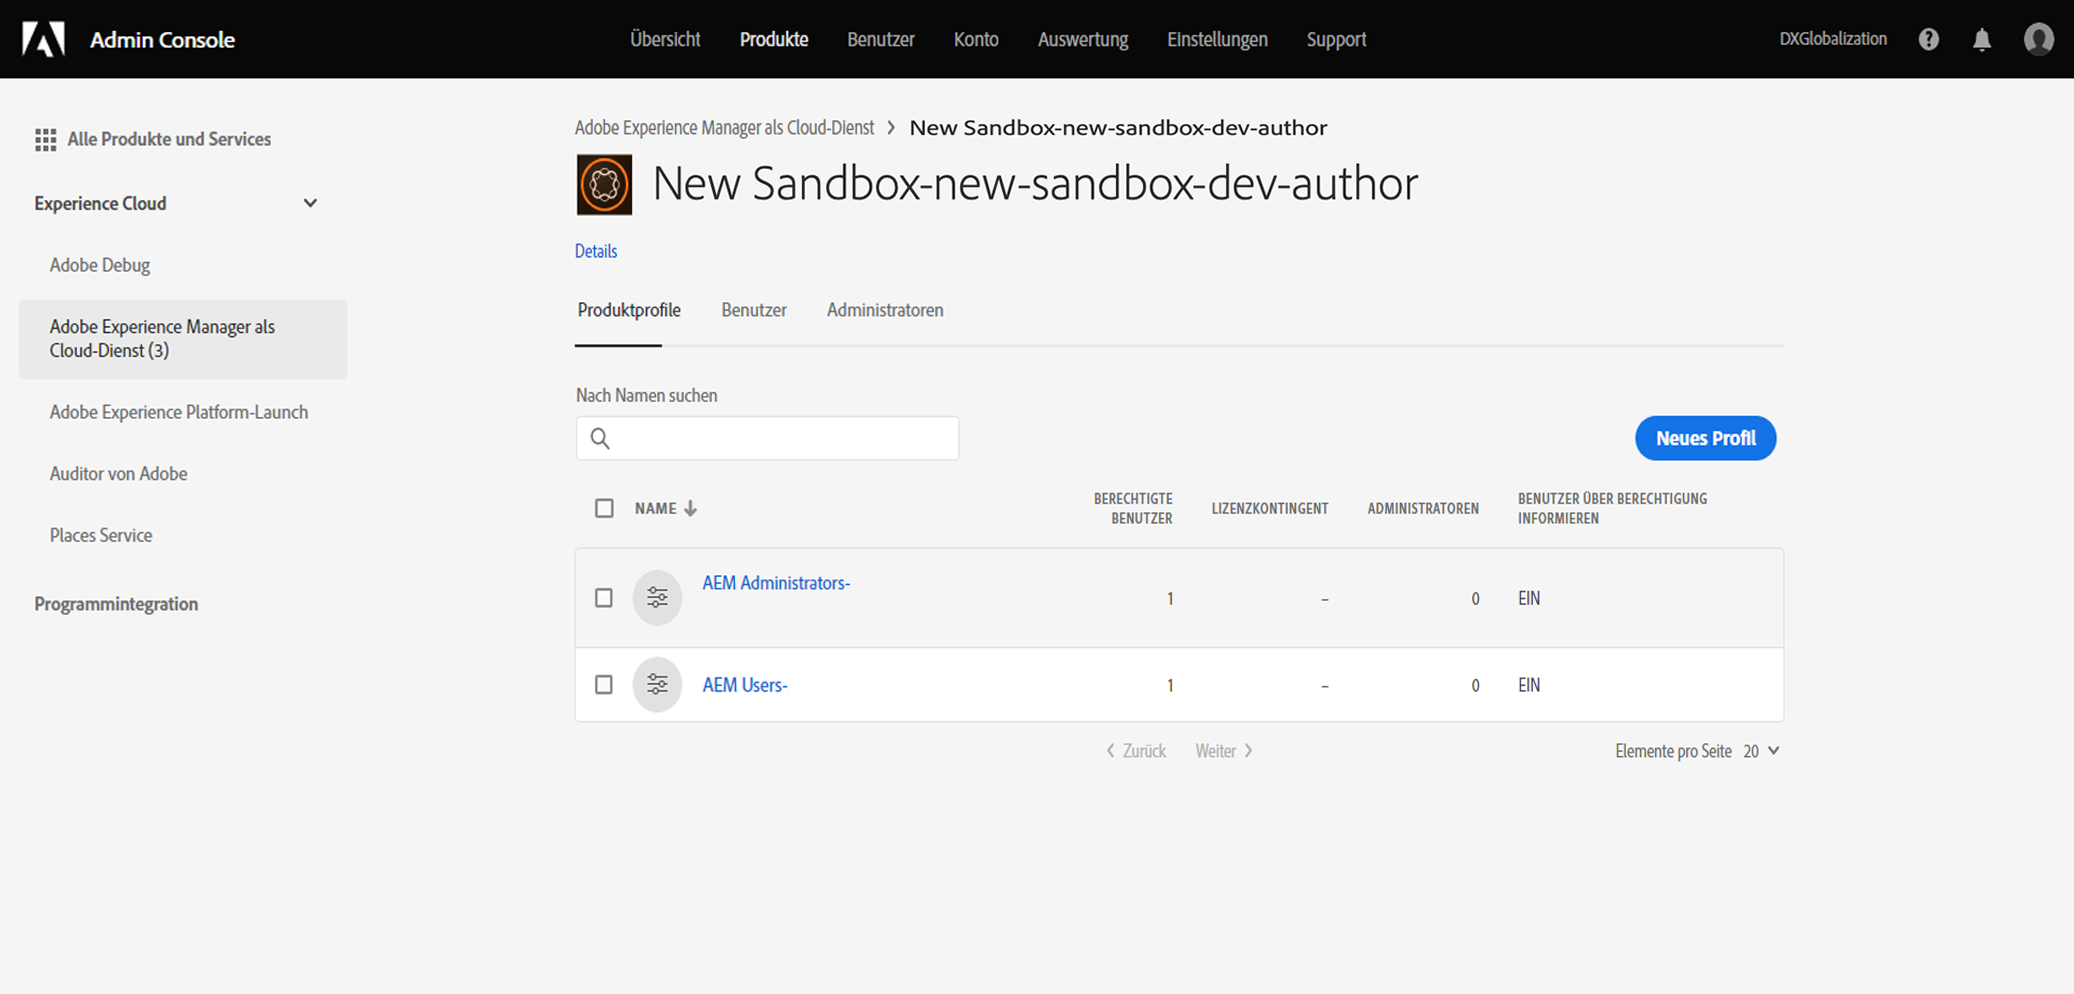 Admin Console
Übersicht Produkte Benutzer Konto Auswertung Einstellungen Support
DXGlobalization
Alle Produkte und Services
Experience Cloud
Adobe Debug
Adobe Experience Manager als
Cloud-Dienst (3)
Adobe Experience Platform-Launch
Auditor von Adobe
Places Service
Programmintegration
Adobe Experience Manager als Cloud-Dienst > New Sandbox-new-sandbox-dev-author
New Sandbox-new-sandbox-dev-author
Details
Produktprofile Benutzer Administratoren
Nach Namen suchen
Neues Profil
NAME BERECHTIGTE BENUTZER LIZENZKONTINGENT ADMINISTRATOREN BENUTZER ÜBER BERECHTIGUNG INFORMIEREN
AEM Administrators- 1 – 0 EIN
AEM Users- 1 – 0 EIN
Zurück Weiter
Elemente pro Seite 20